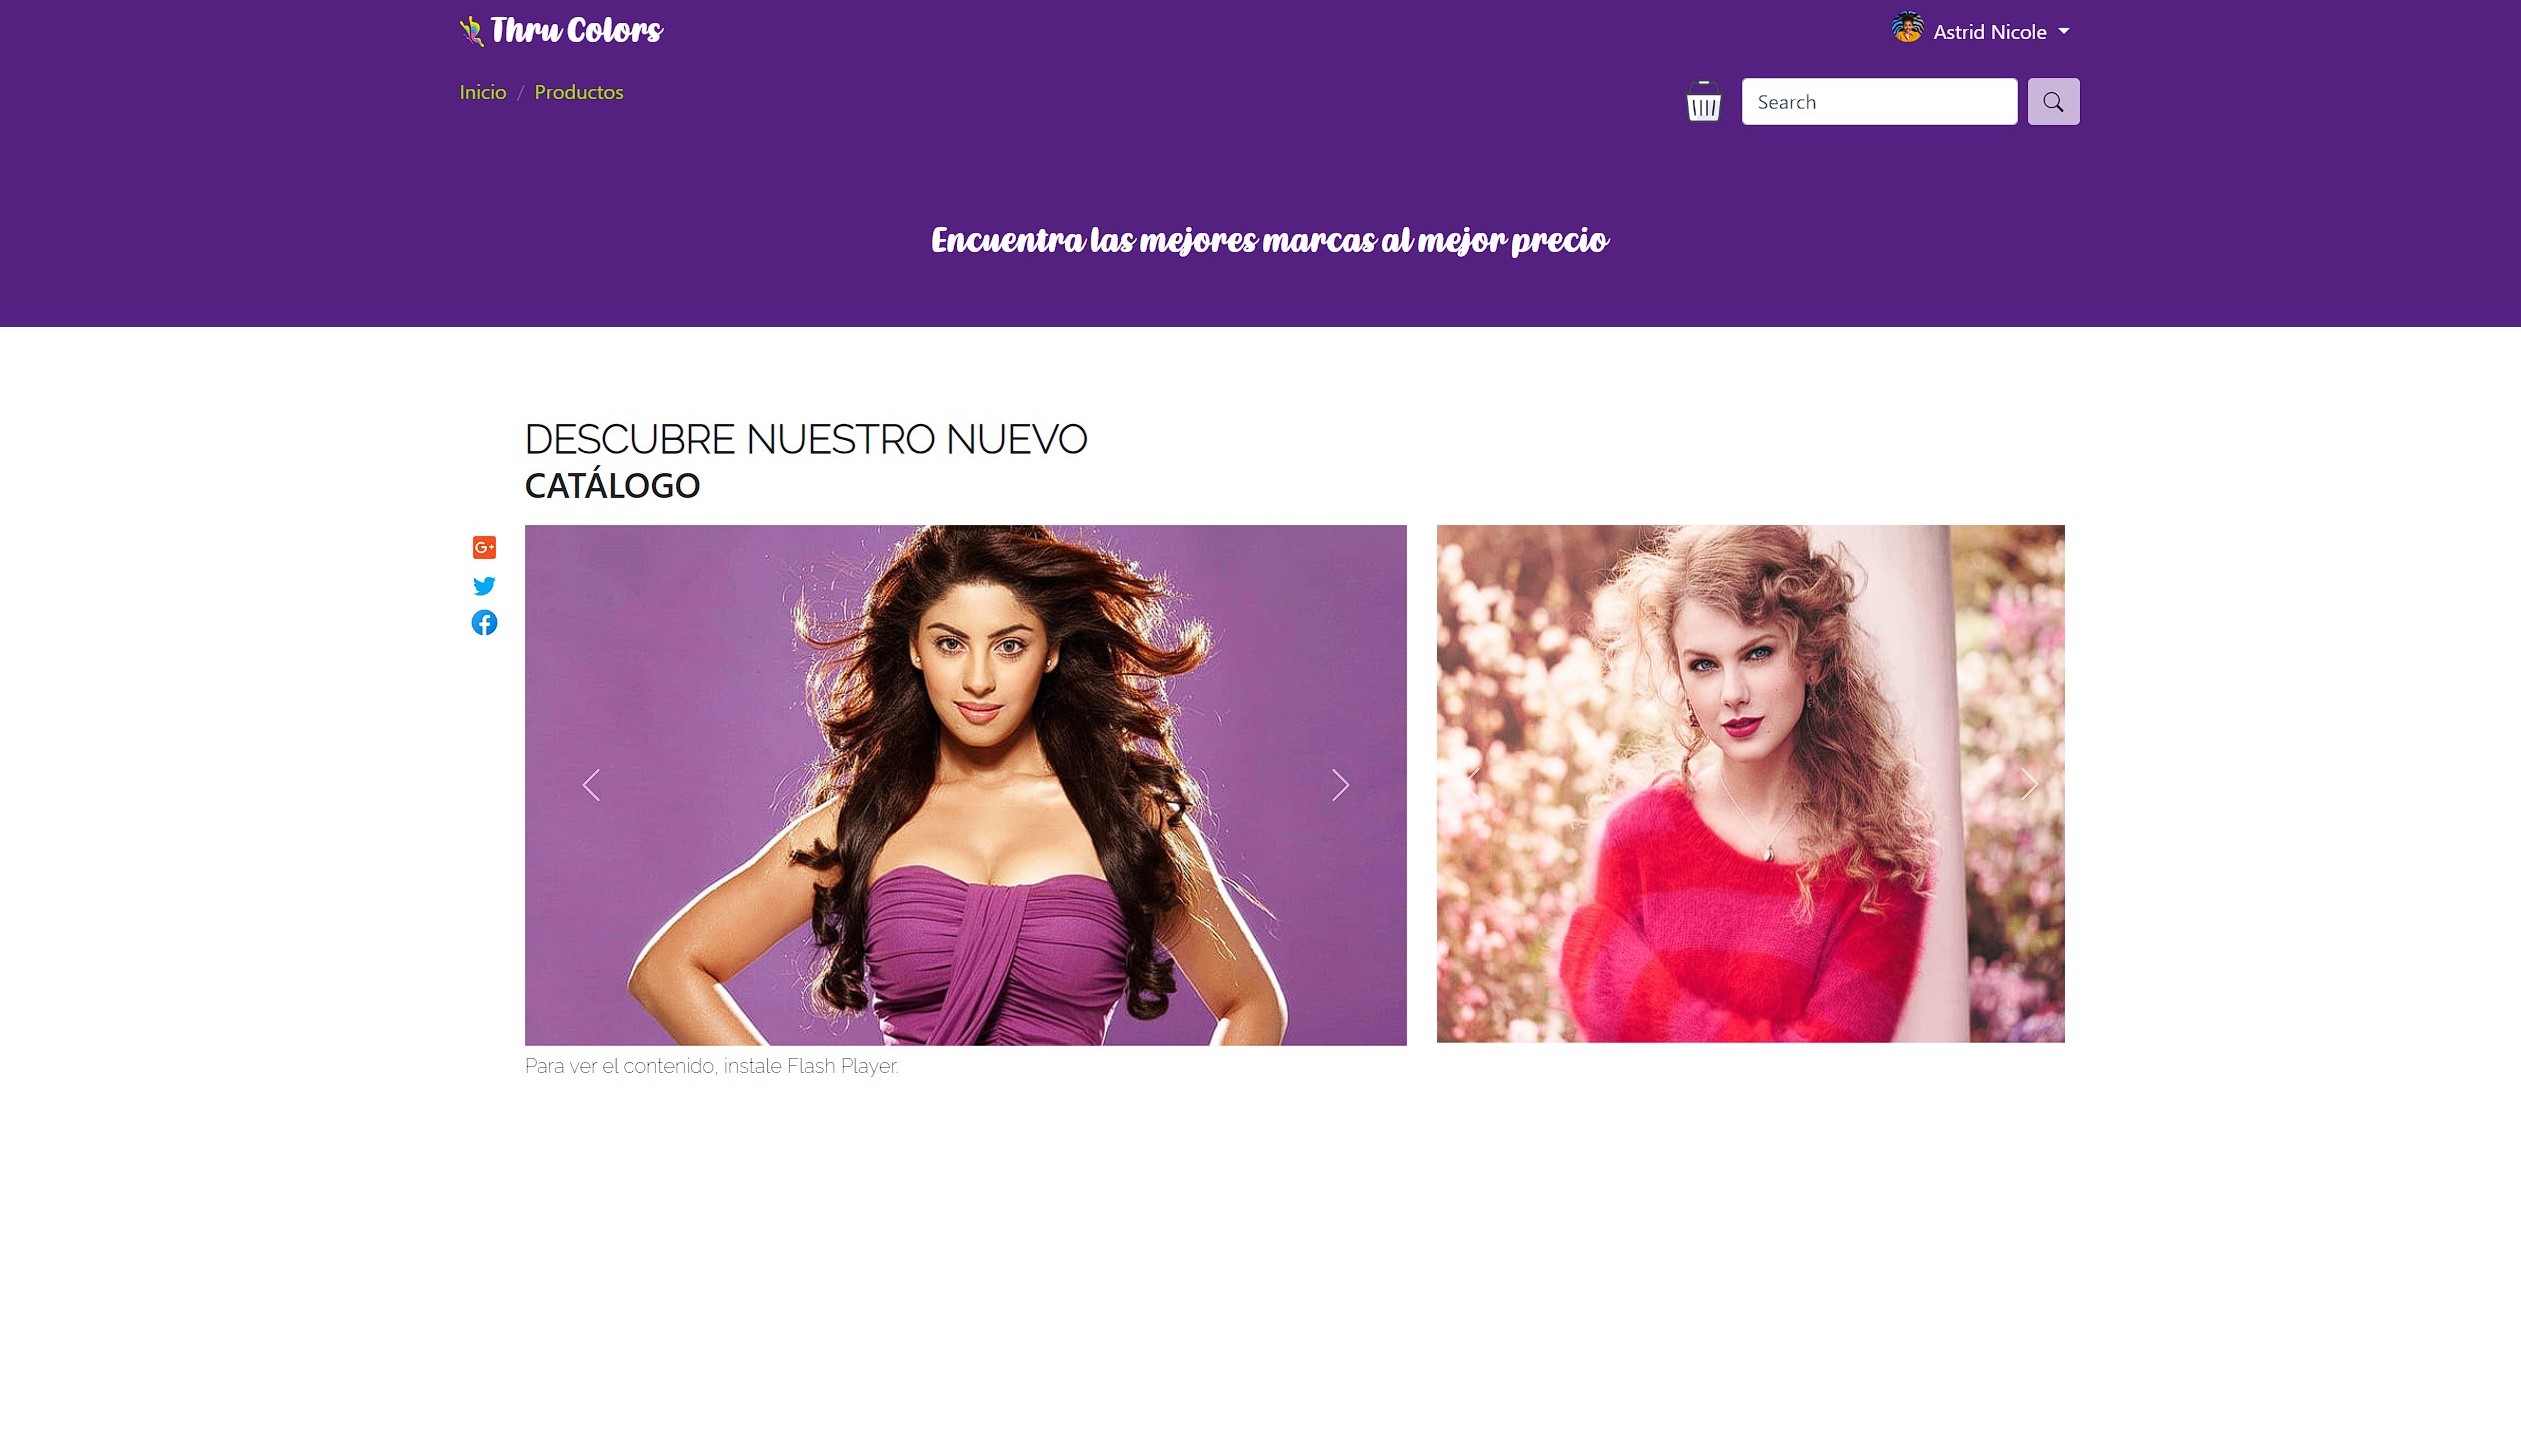 Thru Colors
Astrid Nicole
Inicio / Productos
Search
Encuentra las mejores marcas al mejor precio
DESCUBRE NUESTRO NUEVO
CATÁLOGO
G+
Para ver el contenido, instale Flash Player.